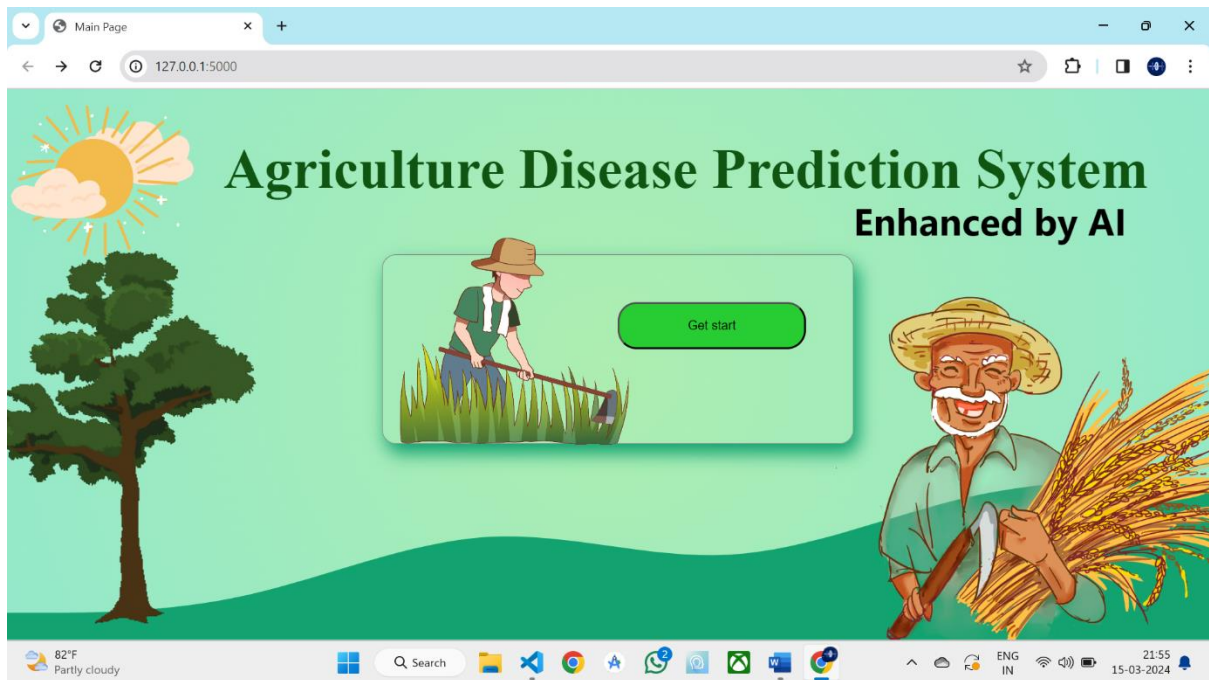 Main Page
127.0.0.1:5000
Agriculture Disease Prediction System
Enhanced by AI
Get start
82°F
Partly cloudy
Search
2
ENG
IN
21:55
15-03-2024